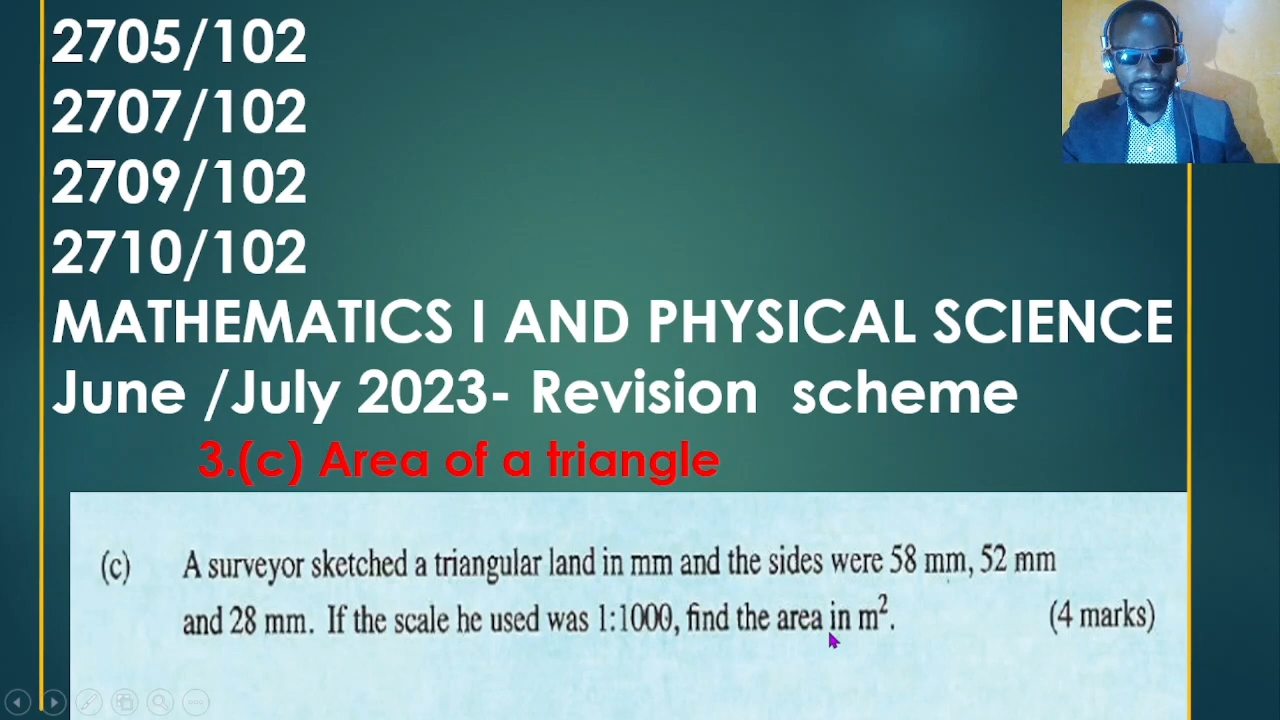 2705/102
2707/102
2709/102
2710/102
MATHEMATICS I AND PHYSICAL SCIENCE
June /July 2023- Revision scheme
3.(c) Area of a triangle
(c) A surveyor sketched a triangular land in mm and the sides were 58 mm, 52 mm
and 28 mm. If the scale he used was 1:1000, find the area in m². (4 marks)